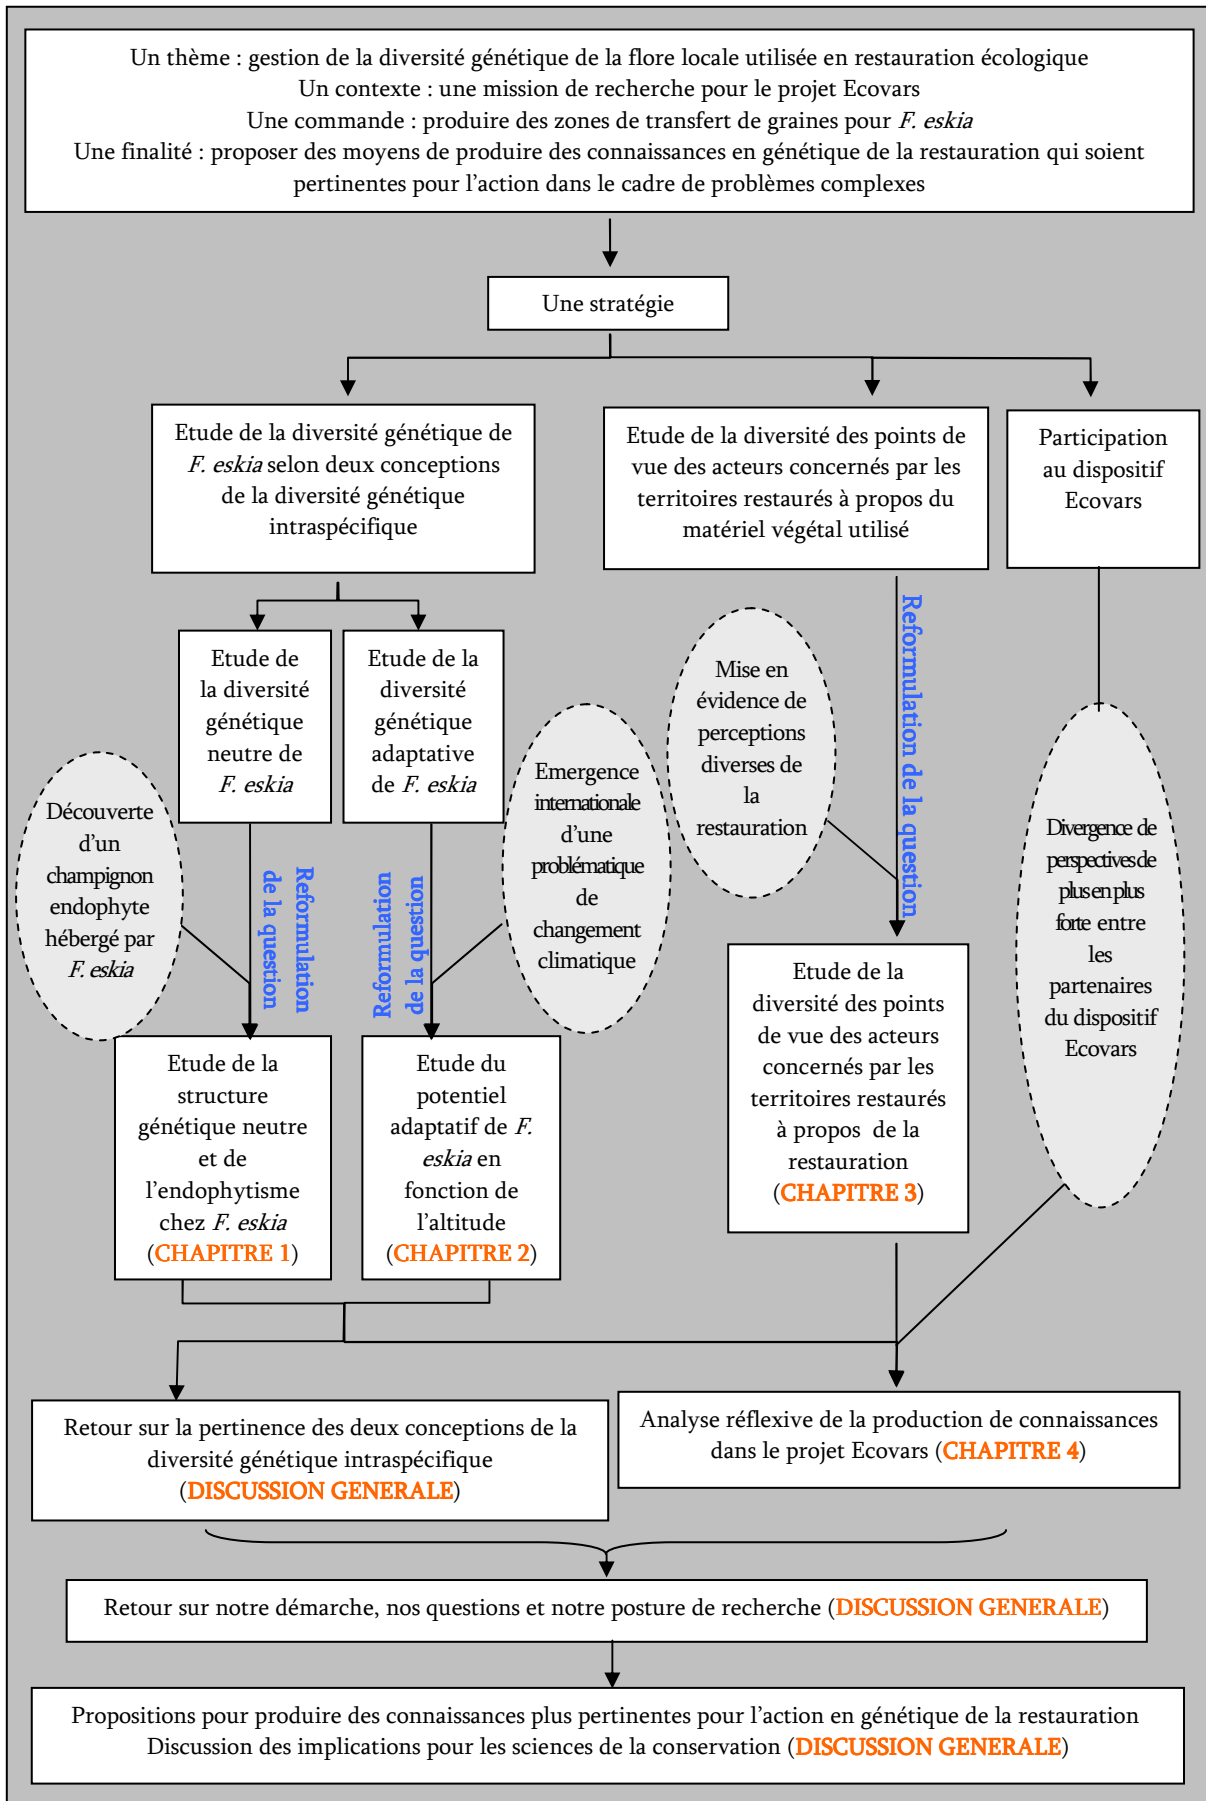 Un thème : gestion de la diversité génétique de la flore locale utilisée en restauration écologique
Un contexte : une mission de recherche pour le projet Ecovars
Une commande : produire des zones de transfert de graines pour F. eskia
Une finalité : proposer des moyens de produire des connaissances en génétique de la restauration qui soient
pertinentes pour l'action dans le cadre de problèmes complexes
Une stratégie
Etude de la diversité génétique de
F. eskia selon deux conceptions
de la diversité génétique
intraspécifique
Etude de la diversité des points de
vue des acteurs concernés par les
territoires restaurés à propos du
matériel végétal utilisé
Participation
au dispositif
Ecovars
Etude de
la diversité
génétique
neutre de
F. eskia
Etude de la
diversité
génétique
adaptative
de F. eskia
Découverte
d'un
champignon
endophyte
hébergé par
F. eskia
Reformulation
de la question
Reformulation
de la question
Emergence
internationale
d'une
problématique
de
changement
climatique
Mise en
évidence de
perceptions
diverses de
la
restauration
Reformulation de la question
Divergence de
perspectives de
plus en plus
forte entre
les
partenaires
du dispositif
Ecovars
Etude de la
structure
génétique neutre
et de
l'endophytisme
chez F. eskia
(CHAPITRE 1)
Etude du
potentiel
adaptatif de F.
eskia en
fonction de
l'altitude
(CHAPITRE 2)
Etude de la
diversité des points
de vue des acteurs
concernés par les
territoires restaurés
à propos de la
restauration
(CHAPITRE 3)
Retour sur la pertinence des deux conceptions de la
diversité génétique intraspécifique
(DISCUSSION GENERALE)
Analyse réflexive de la production de connaissances
dans le projet Ecovars (CHAPITRE 4)
Retour sur notre démarche, nos questions et notre posture de recherche (DISCUSSION GENERALE)
Propositions pour produire des connaissances plus pertinentes pour l'action en génétique de la restauration
Discussion des implications pour les sciences de la conservation (DISCUSSION GENERALE)